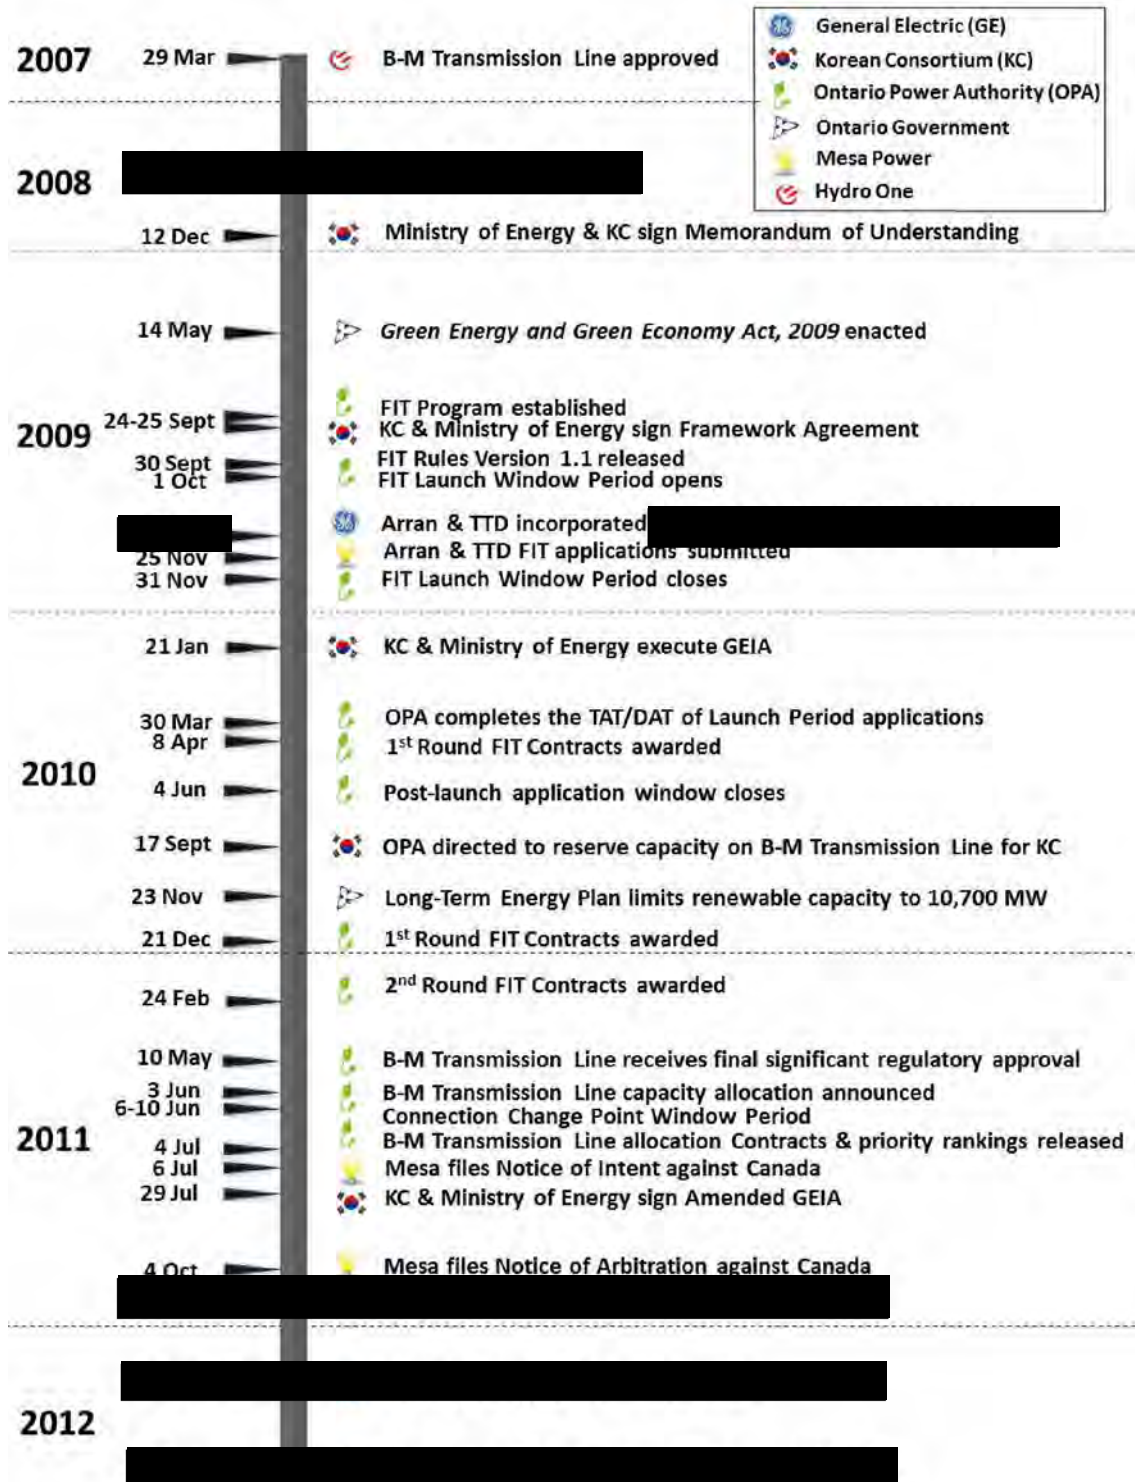 General Electric (GE)
Korean Consortium (KC)
Ontario Power Authority (OPA)
Ontario Government
Mesa Power
Hydro One
2007
29 Mar B-M Transmission Line approved
2008
12 Dec Ministry of Energy & KC sign Memorandum of Understanding
2009
14 May Green Energy and Green Economy Act, 2009 enacted
24-25 Sept FIT Program established
KC & Ministry of Energy sign Framework Agreement
30 Sept FIT Rules Version 1.1 released
1 Oct FIT Launch Window Period opens
Arran & TTD incorporated
25 Nov Arran & TTD FIT applications submitted
31 Nov FIT Launch Window Period closes
2010
21 Jan KC & Ministry of Energy execute GEIA
30 Mar OPA completes the TAT/DAT of Launch Period applications
8 Apr 1st Round FIT Contracts awarded
4 Jun Post-launch application window closes
17 Sept OPA directed to reserve capacity on B-M Transmission Line for KC
23 Nov Long-Term Energy Plan limits renewable capacity to 10,700 MW
21 Dec 1st Round FIT Contracts awarded
2011
24 Feb 2nd Round FIT Contracts awarded
10 May B-M Transmission Line receives final significant regulatory approval
3 Jun B-M Transmission Line capacity allocation announced
6-10 Jun Connection Change Point Window Period
4 Jul B-M Transmission Line allocation Contracts & priority rankings released
6 Jul Mesa files Notice of Intent against Canada
29 Jul KC & Ministry of Energy sign Amended GEIA
4 Oct Mesa files Notice of Arbitration against Canada
2012